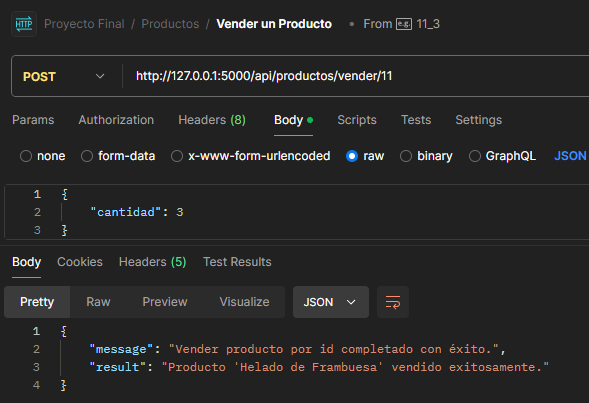 HTTP Proyecto Final / Productos / Vender un Producto • From e.g. 11_3
POST http://127.0.0.1:5000/api/productos/vender/11
Params Authorization Headers (8) Body Scripts Tests Settings
none form-data x-www-form-urlencoded raw binary GraphQL JSON
1 {
2 "cantidad": 3
3 }
Body Cookies Headers (5) Test Results
Pretty Raw Preview Visualize JSON
1 {
2 "message": "Vender producto por id completado con éxito.",
3 "result": "Producto 'Helado de Frambuesa' vendido exitosamente."
4 }